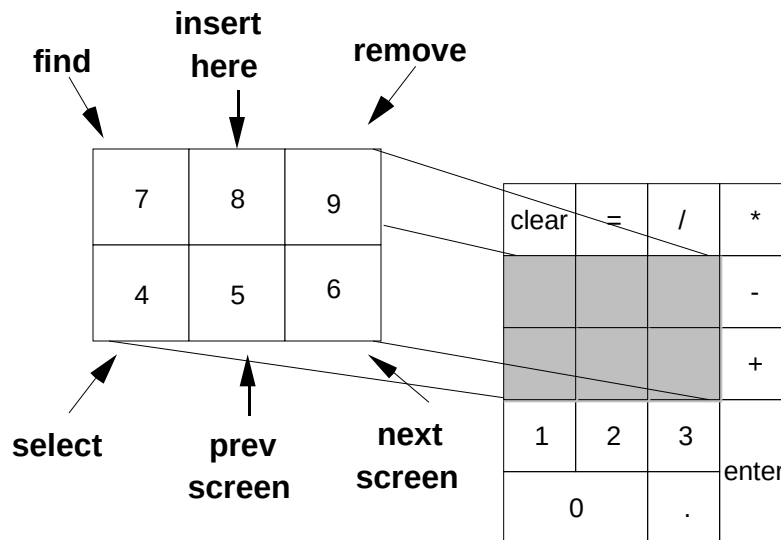 find
insert
here
remove
7 8 9
4 5 6
select
prev
screen
next
screen
clear = / *
-
+
1 2 3
enter
0 .